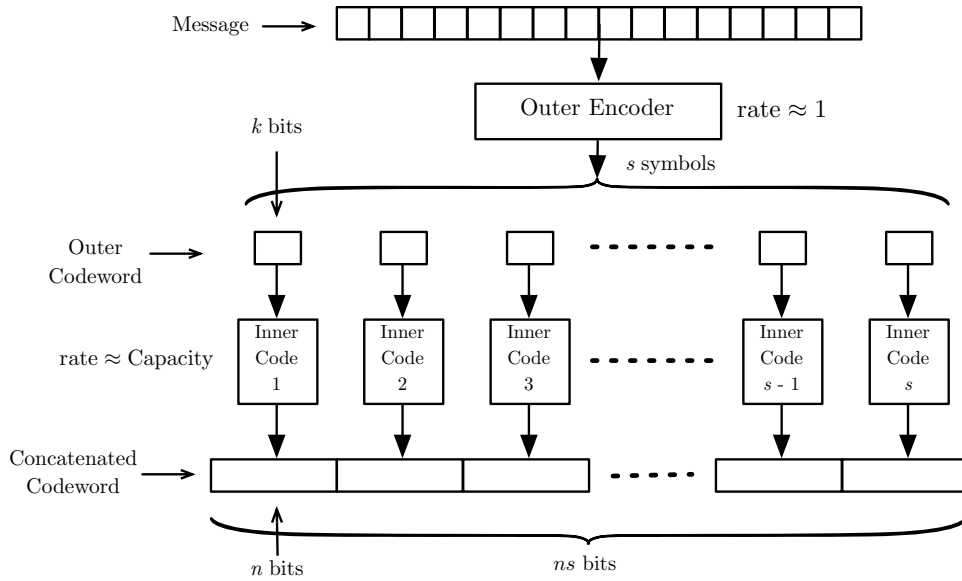 Message
Outer Encoder
rate ≈ 1
k bits
s symbols
Outer
Codeword
rate ≈ Capacity
Inner
Code
1
Inner
Code
2
Inner
Code
3
Inner
Code
s - 1
Inner
Code
s
Concatenated
Codeword
n bits
ns bits